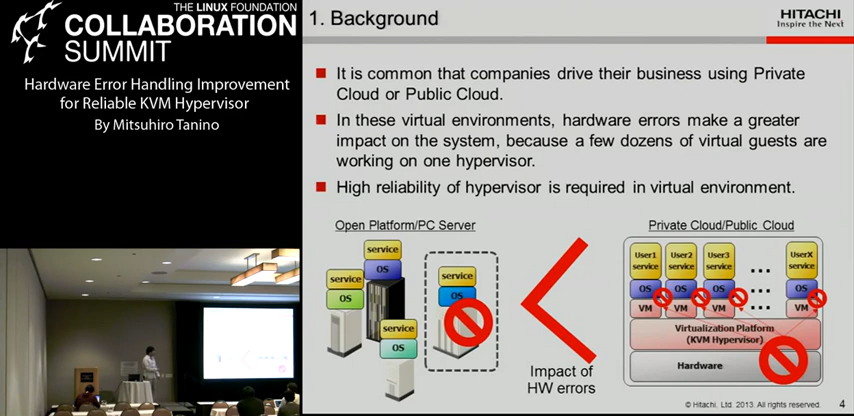 THE LINUX FOUNDATION
COLLABORATION
SUMMIT
Hardware Error Handling Improvement
for Reliable KVM Hypervisor
By Mitsuhiro Tanino
1. Background
HITACHI
Inspire the Next
It is common that companies drive their business using Private
Cloud or Public Cloud.
In these virtual environments, hardware errors make a greater
impact on the system, because a few dozens of virtual guests are
working on one hypervisor.
High reliability of hypervisor is required in virtual environment.
Open Platform/PC Server
service
OS
service
OS
service
OS
service
OS
Impact of
HW errors
Private Cloud/Public Cloud
User1 User2 User3 UserX
service service service ... service
OS OS OS ... OS
VM VM VM ... VM
Virtualization Platform
(KVM Hypervisor)
Hardware
© Hitachi, Ltd. 2013. All rights reserved. 4